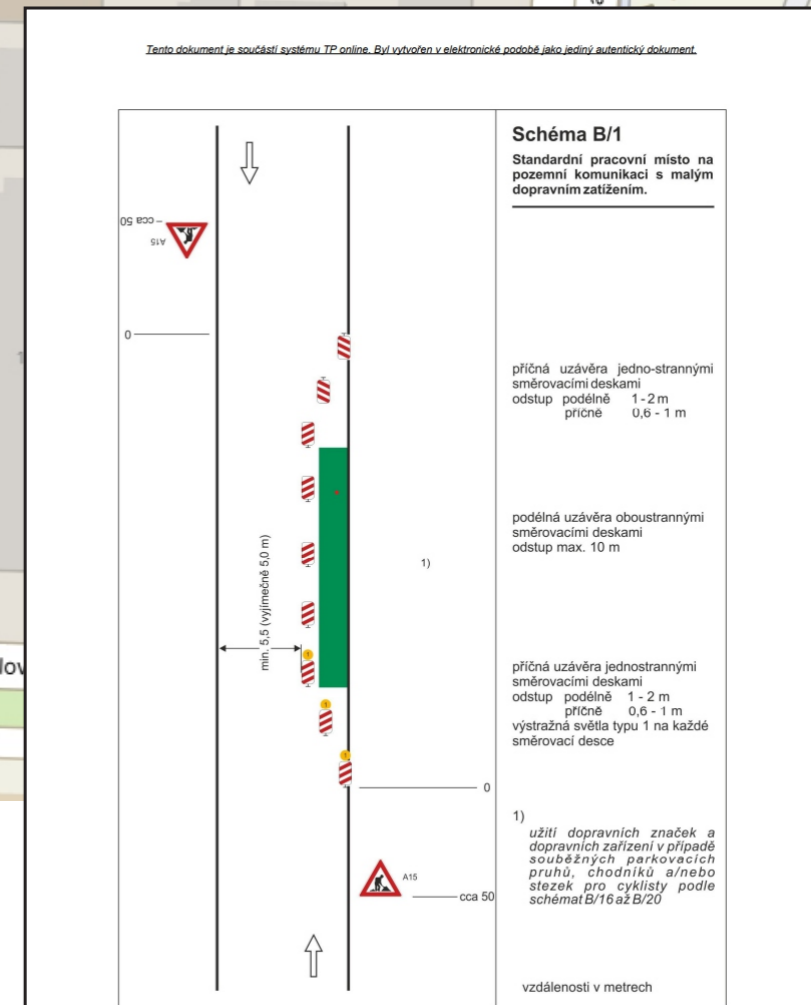 Tento dokument je součástí systému TP online. Byl vytvořen v elektronické podobě jako jediný autentický dokument.
Schéma B/1
Standardní pracovní místo na
pozemní komunikaci s malým
dopravním zatížením.
cca 50
A15
0
příčná uzávěra jedno-strannými
směrovacími deskami
odstup podélně 1 - 2 m
příčně 0,6 - 1 m
podélná uzávěra oboustrannými
směrovacími deskami
odstup max. 10 m
min. 5,5 (vyjímečně 5,0 m)
1)
1
1
1
příčná uzávěra jednostrannými
směrovacími deskami
odstup podélně 1 - 2 m
příčně 0,6 - 1 m
výstražná světla typu 1 na každé
směrovací desce
0
1)
užití dopravních značek a
dopravních zařízení v případě
souběžných parkovacích
pruhů, chodníků a/nebo
stezek pro cyklisty podle
schémat B/16 až B/20
A15
cca 50
vzdálenosti v metrech